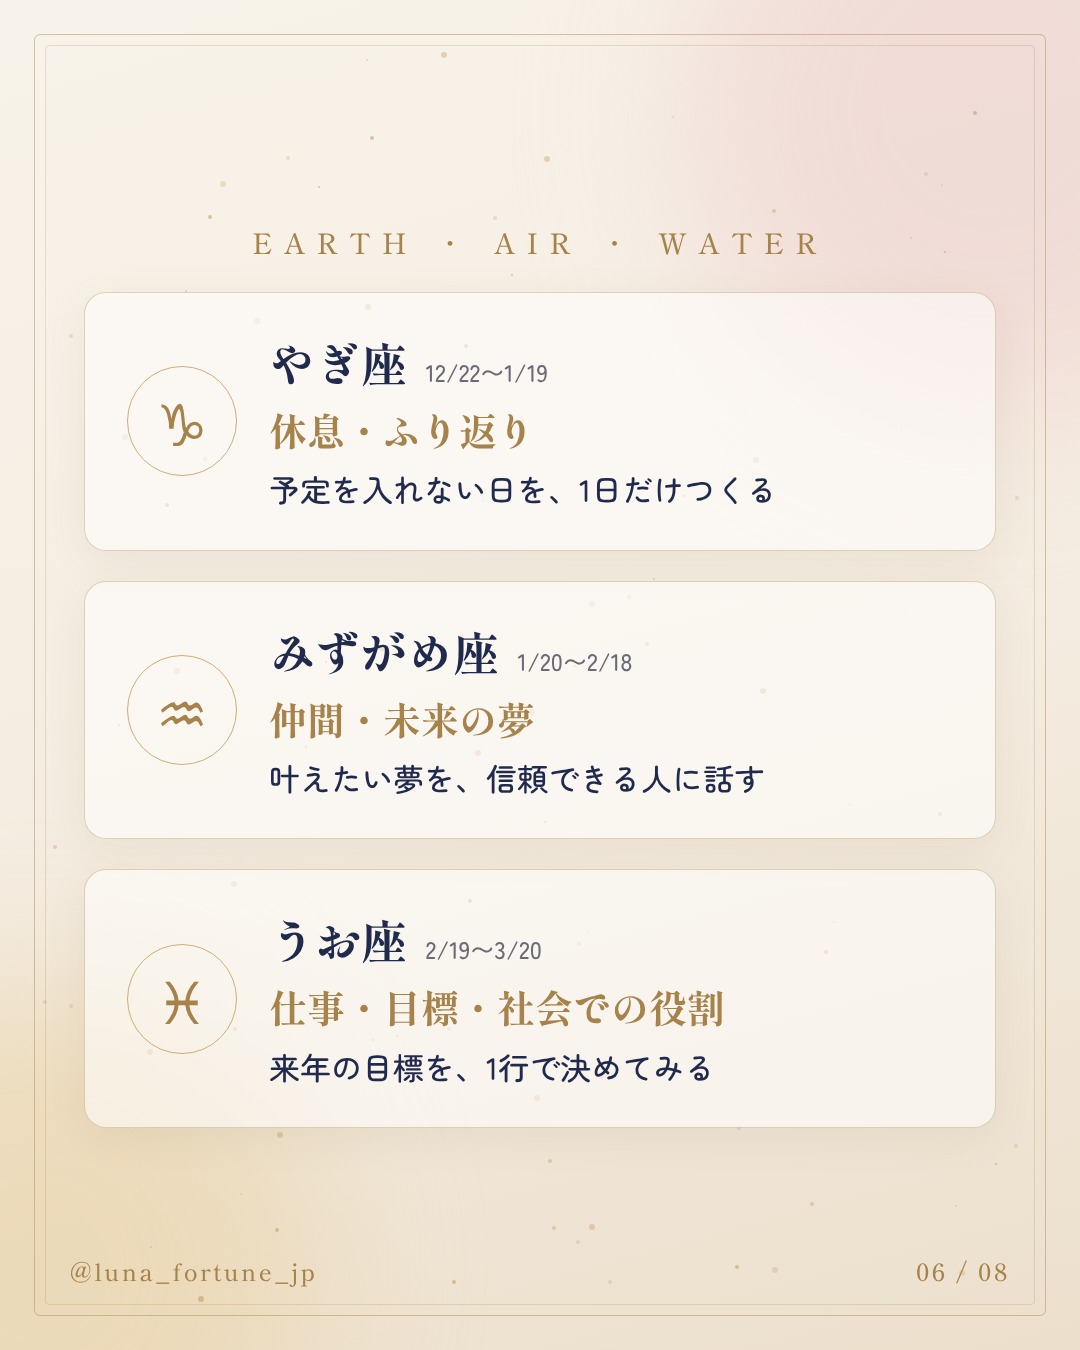 EARTH ・ AIR ・ WATER
♑ やぎ座 12/22〜1/19
休息・ふり返り
予定を入れない日を、1日だけつくる
♒ みずがめ座 1/20〜2/18
仲間・未来の夢
叶えたい夢を、信頼できる人に話す
♓ うお座 2/19〜3/20
仕事・目標・社会での役割
来年の目標を、1行で決めてみる
@luna_fortune_jp 06 / 08